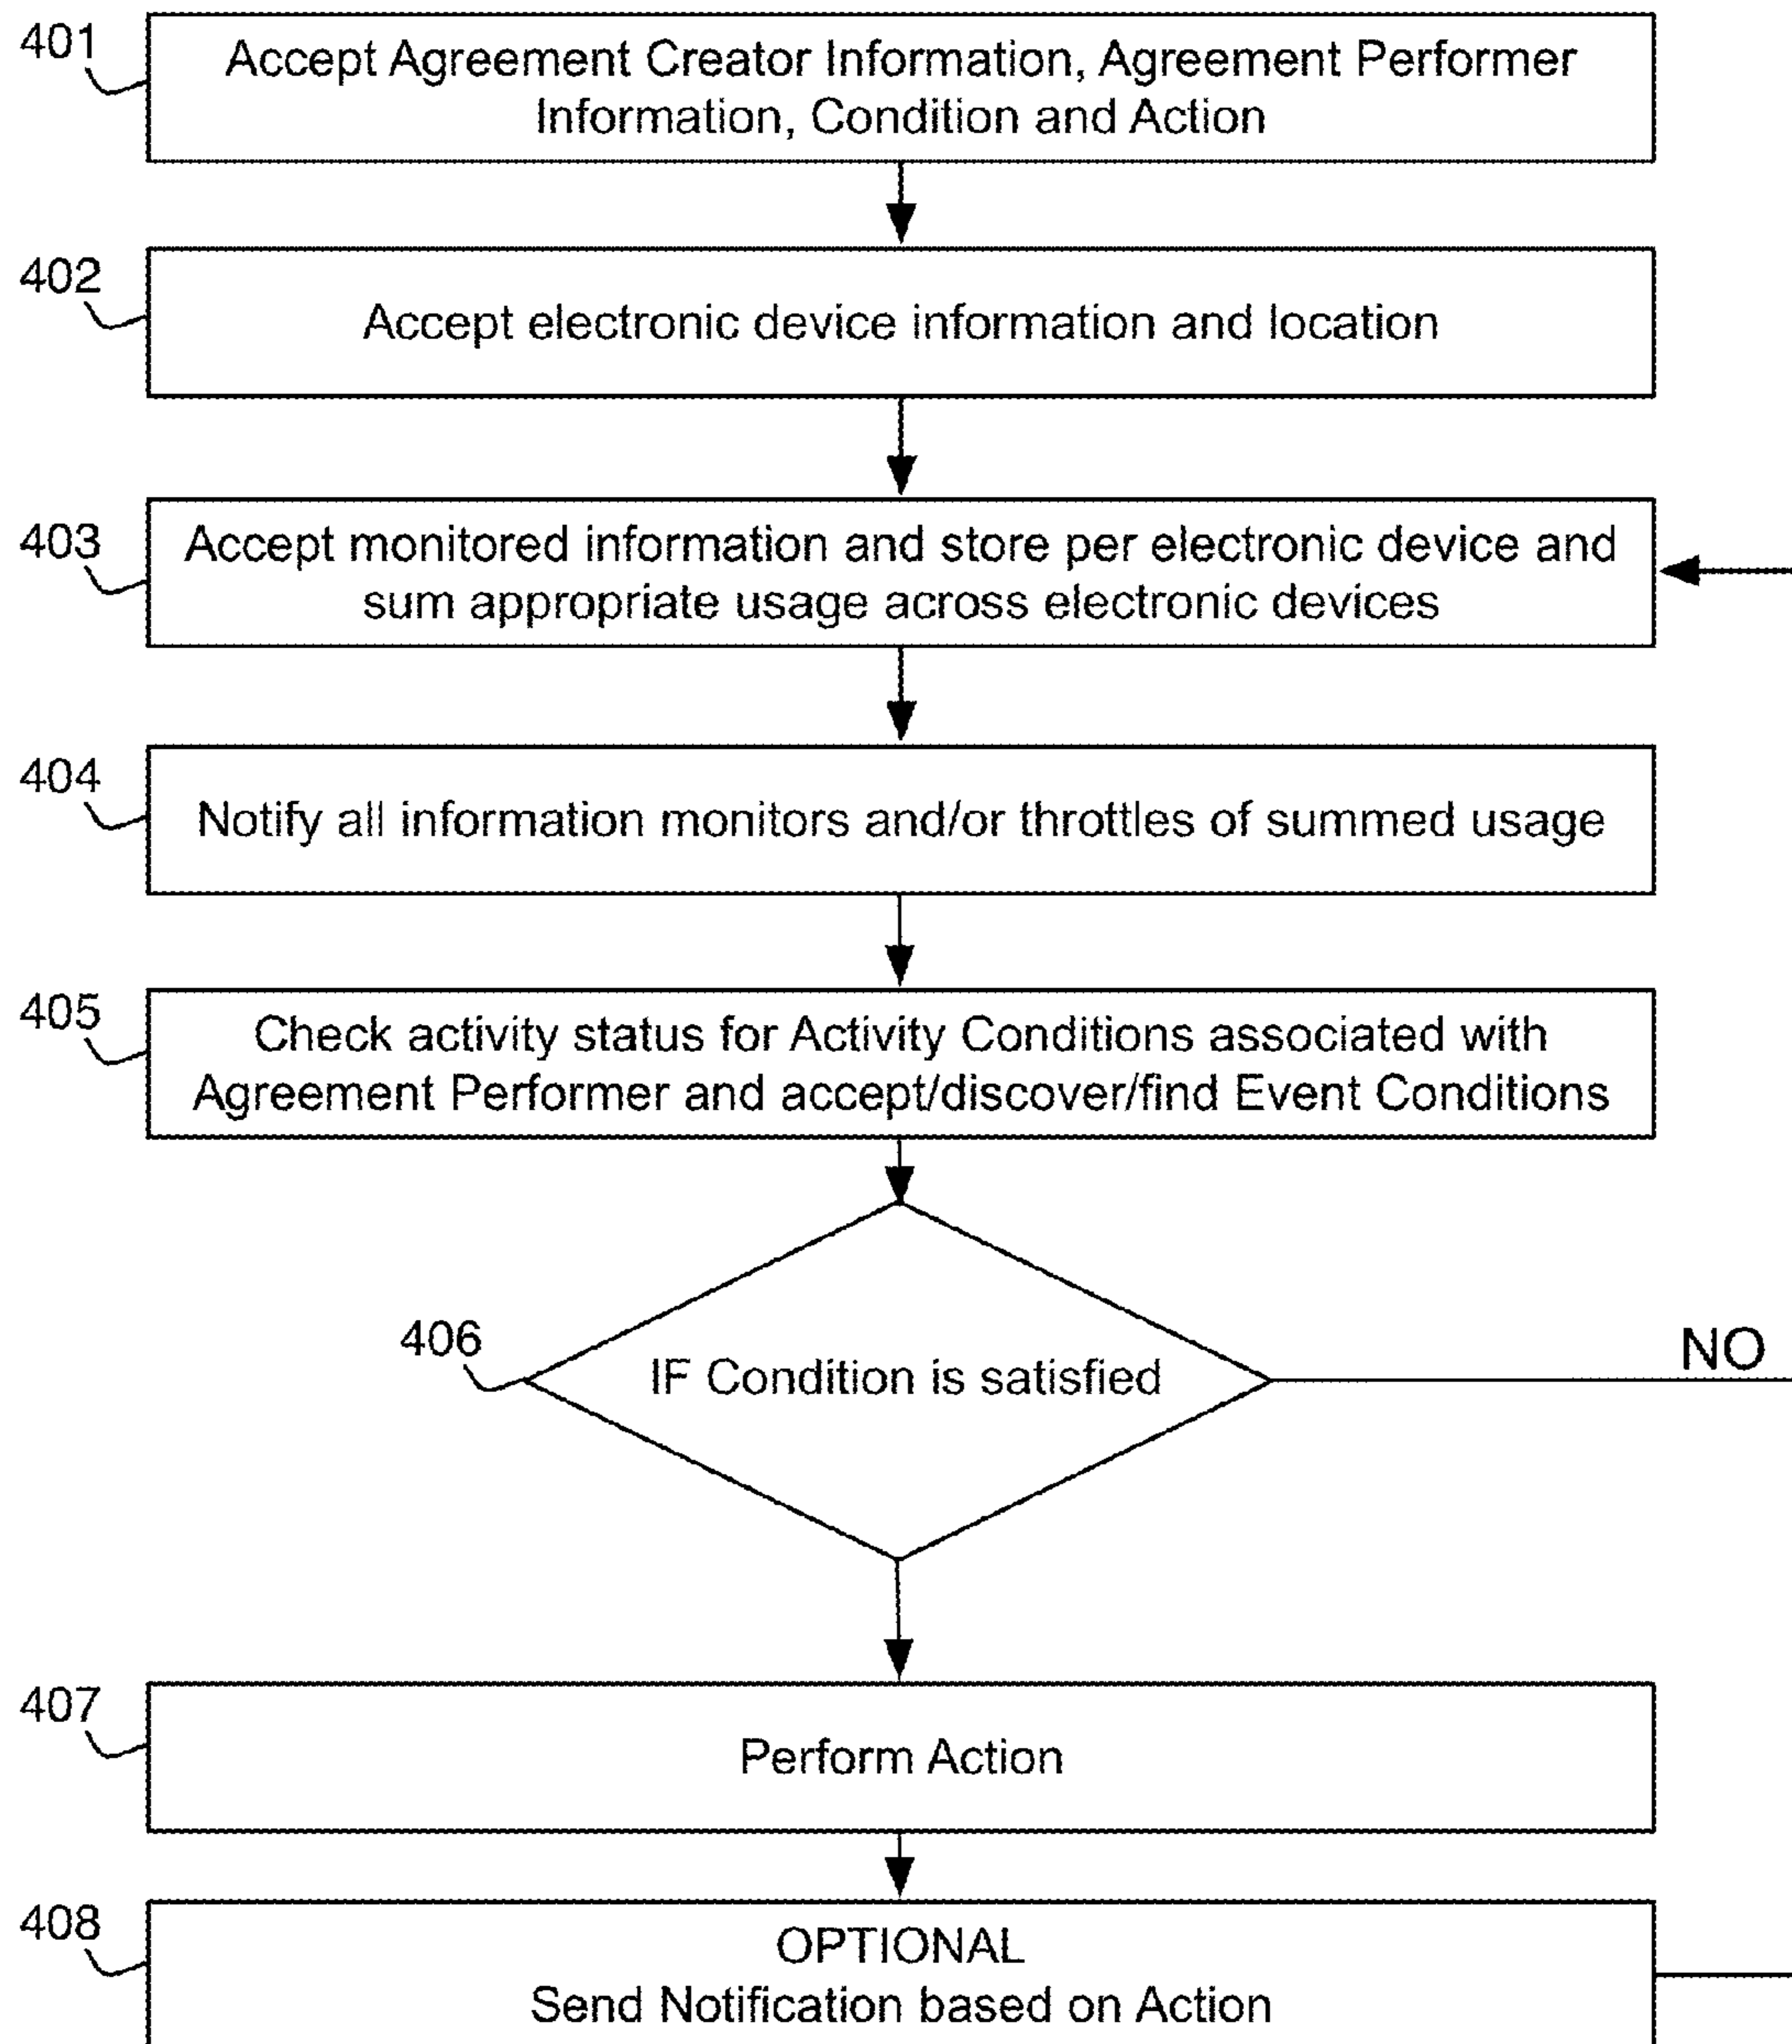 401
Accept Agreement Creator Information, Agreement Performer
Information, Condition and Action
402
Accept electronic device information and location
403
Accept monitored information and store per electronic device and
sum appropriate usage across electronic devices
404
Notify all information monitors and/or throttles of summed usage
405
Check activity status for Activity Conditions associated with
Agreement Performer and accept/discover/find Event Conditions
406
IF Condition is satisfied
NO
407
Perform Action
408
OPTIONAL
Send Notification based on Action